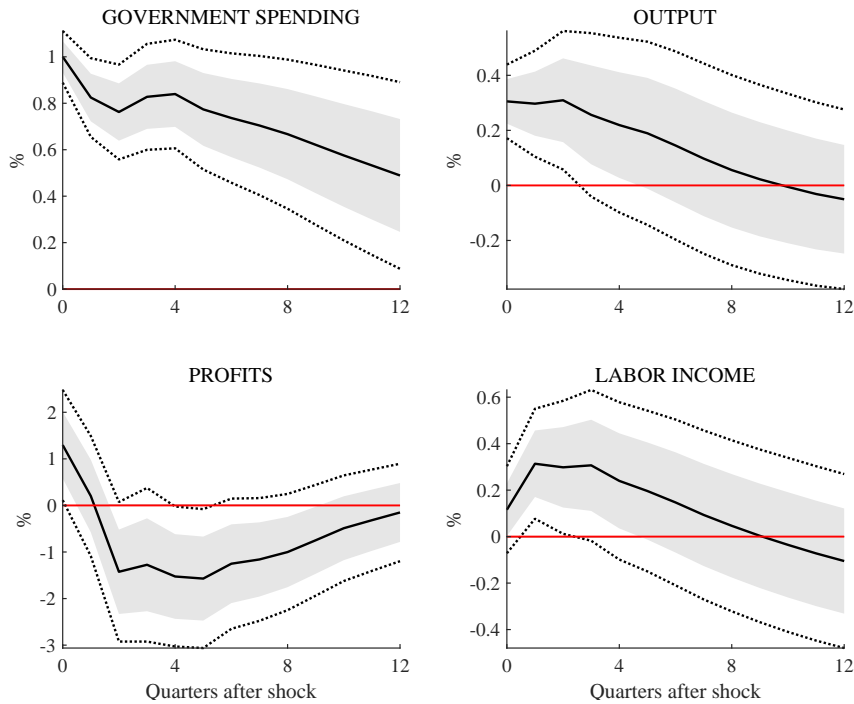 GOVERNMENT SPENDING
1
0.8
0.6
0.4
0.2
0
%
0 4 8 12
OUTPUT
0.4
0.2
0
-0.2
%
0 4 8 12
PROFITS
2
1
0
-1
-2
-3
%
0 4 8 12
Quarters after shock
LABOR INCOME
0.6
0.4
0.2
0
-0.2
-0.4
%
0 4 8 12
Quarters after shock